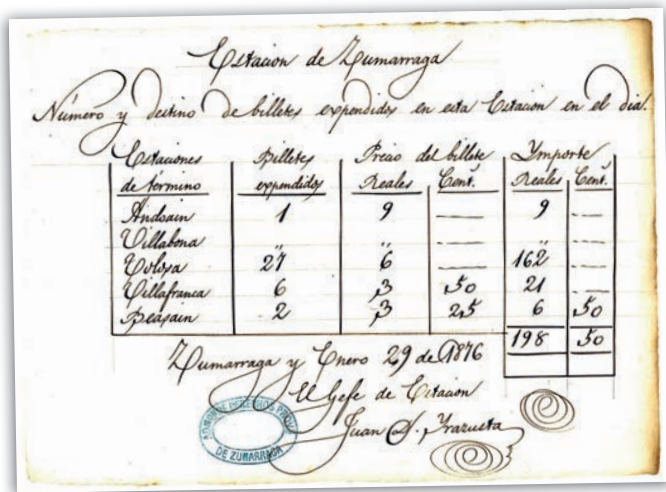 Estacion de Zumarraga
Número y destino de billetes expendidos en esta Estacion en el dia.
Estaciones de término Billetes expendidos Precio del billete Ymporte
Reales Cent.^s Reales Cent.^s
Andoain 1 9 — 9 —
Villabona " " — " —
Tolosa 27 6 — 162 —
Villafranca 6 3 50 21 —
Beasain 2 3 25 6 50
198 50
Zumarraga y Enero 29 de 1876
El Gefe de Estacion
Juan Yrazusta
DE ZUMARRAGA